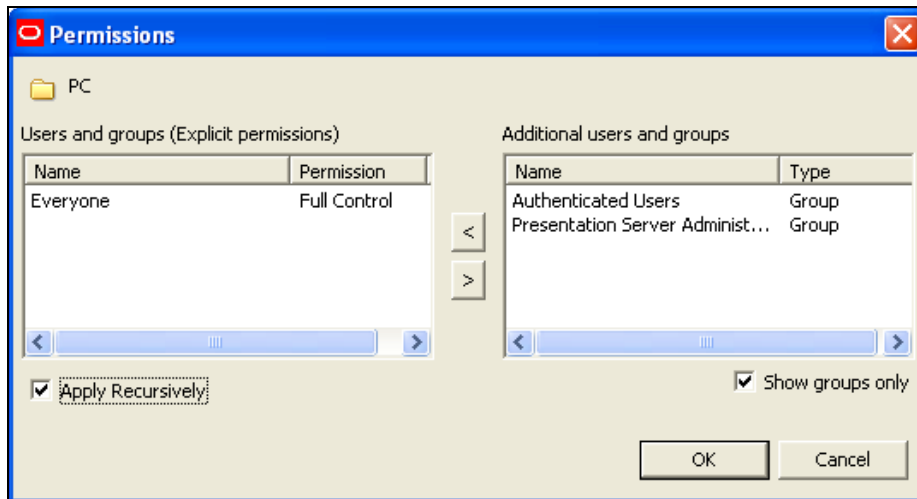 Permissions
PC
Users and groups (Explicit permissions)
Name Permission
Everyone Full Control
<
>
Apply Recursively
Additional users and groups
Name Type
Authenticated Users Group
Presentation Server Administ... Group
Show groups only
OK Cancel